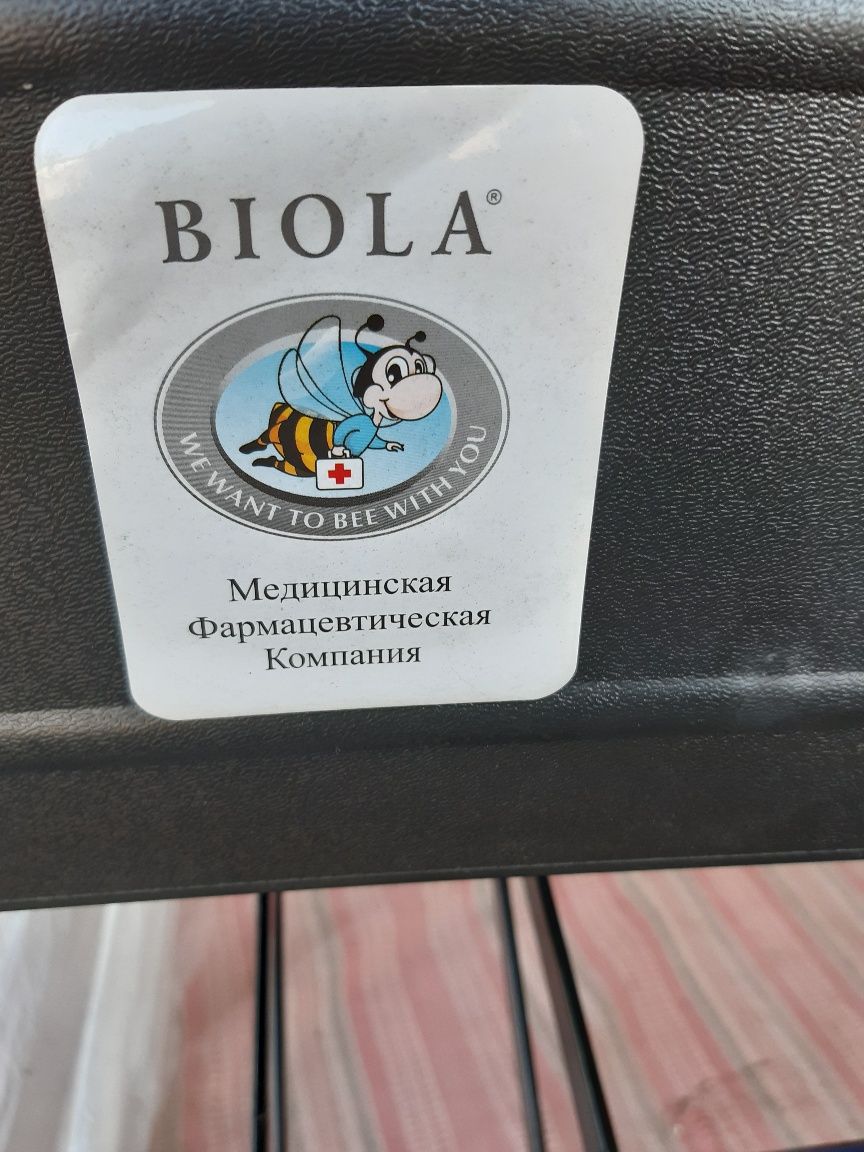 BIOLA®
WE WANT TO BEE WITH YOU
Медицинская
Фармацевтическая
Компания